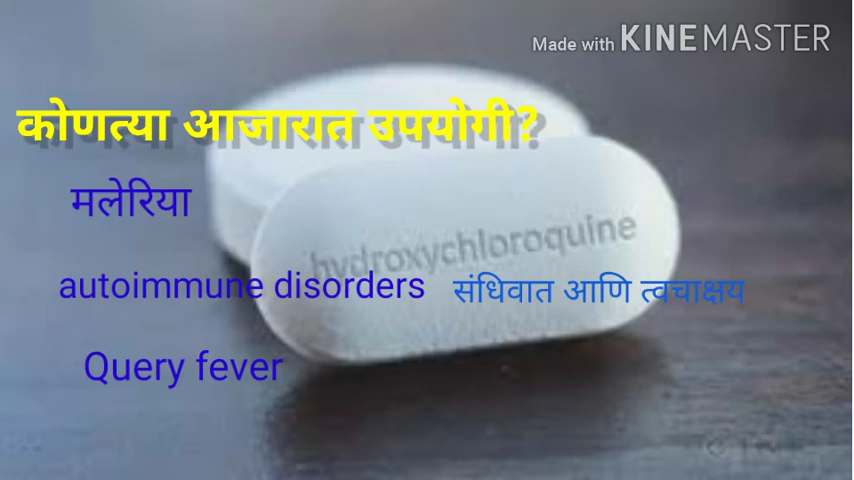 Made with KINEMASTER
कोणत्या आजारात उपयोगी?
मलेरिया
hydroxychloroquine
autoimmune disorders संधिवात आणि त्वचाक्षय
Query fever